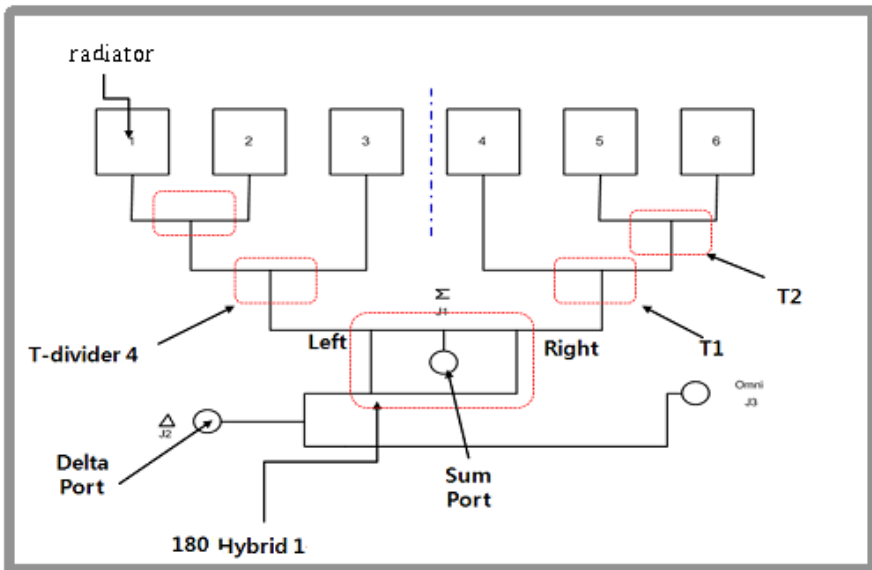 radiator
1
2
3
4
5
6
T2
Σ
J1
T-divider 4
Left
Right
T1
Omni
J3
Δ
J2
Delta
Port
Sum
Port
180 Hybrid 1